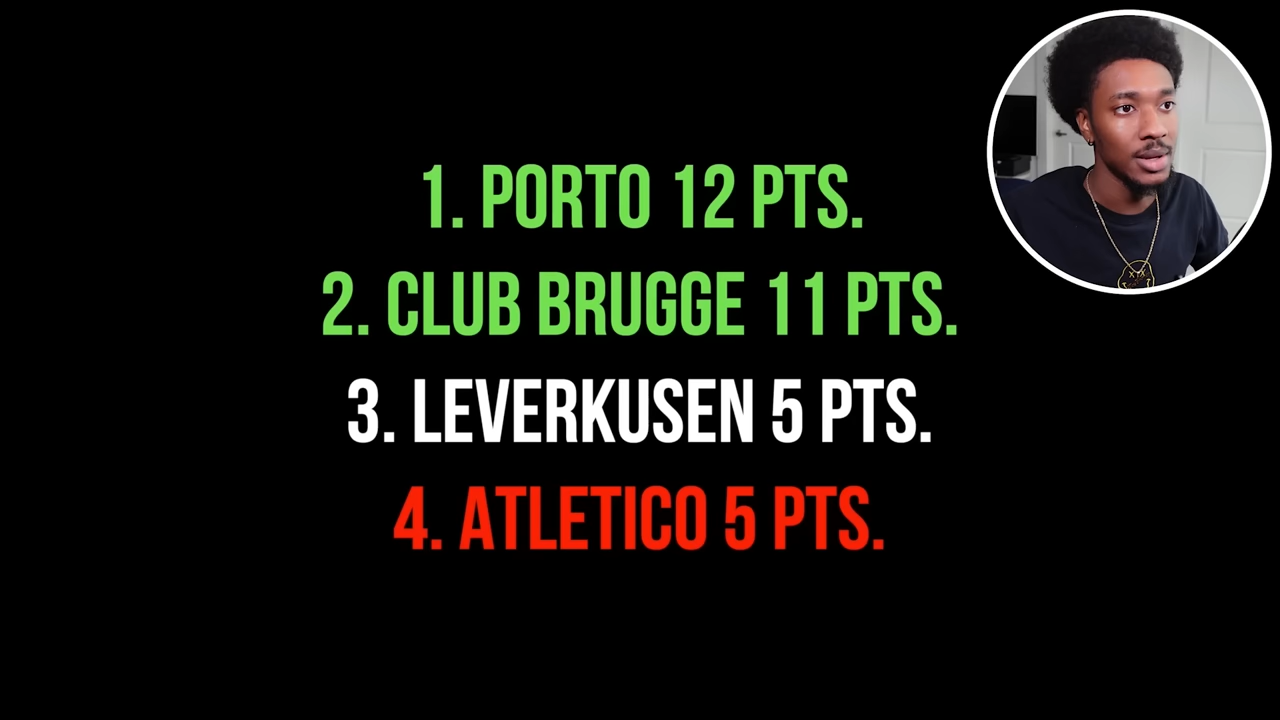 1. PORTO 12 PTS.
2. CLUB BRUGGE 11 PTS.
3. LEVERKUSEN 5 PTS.
4. ATLETICO 5 PTS.